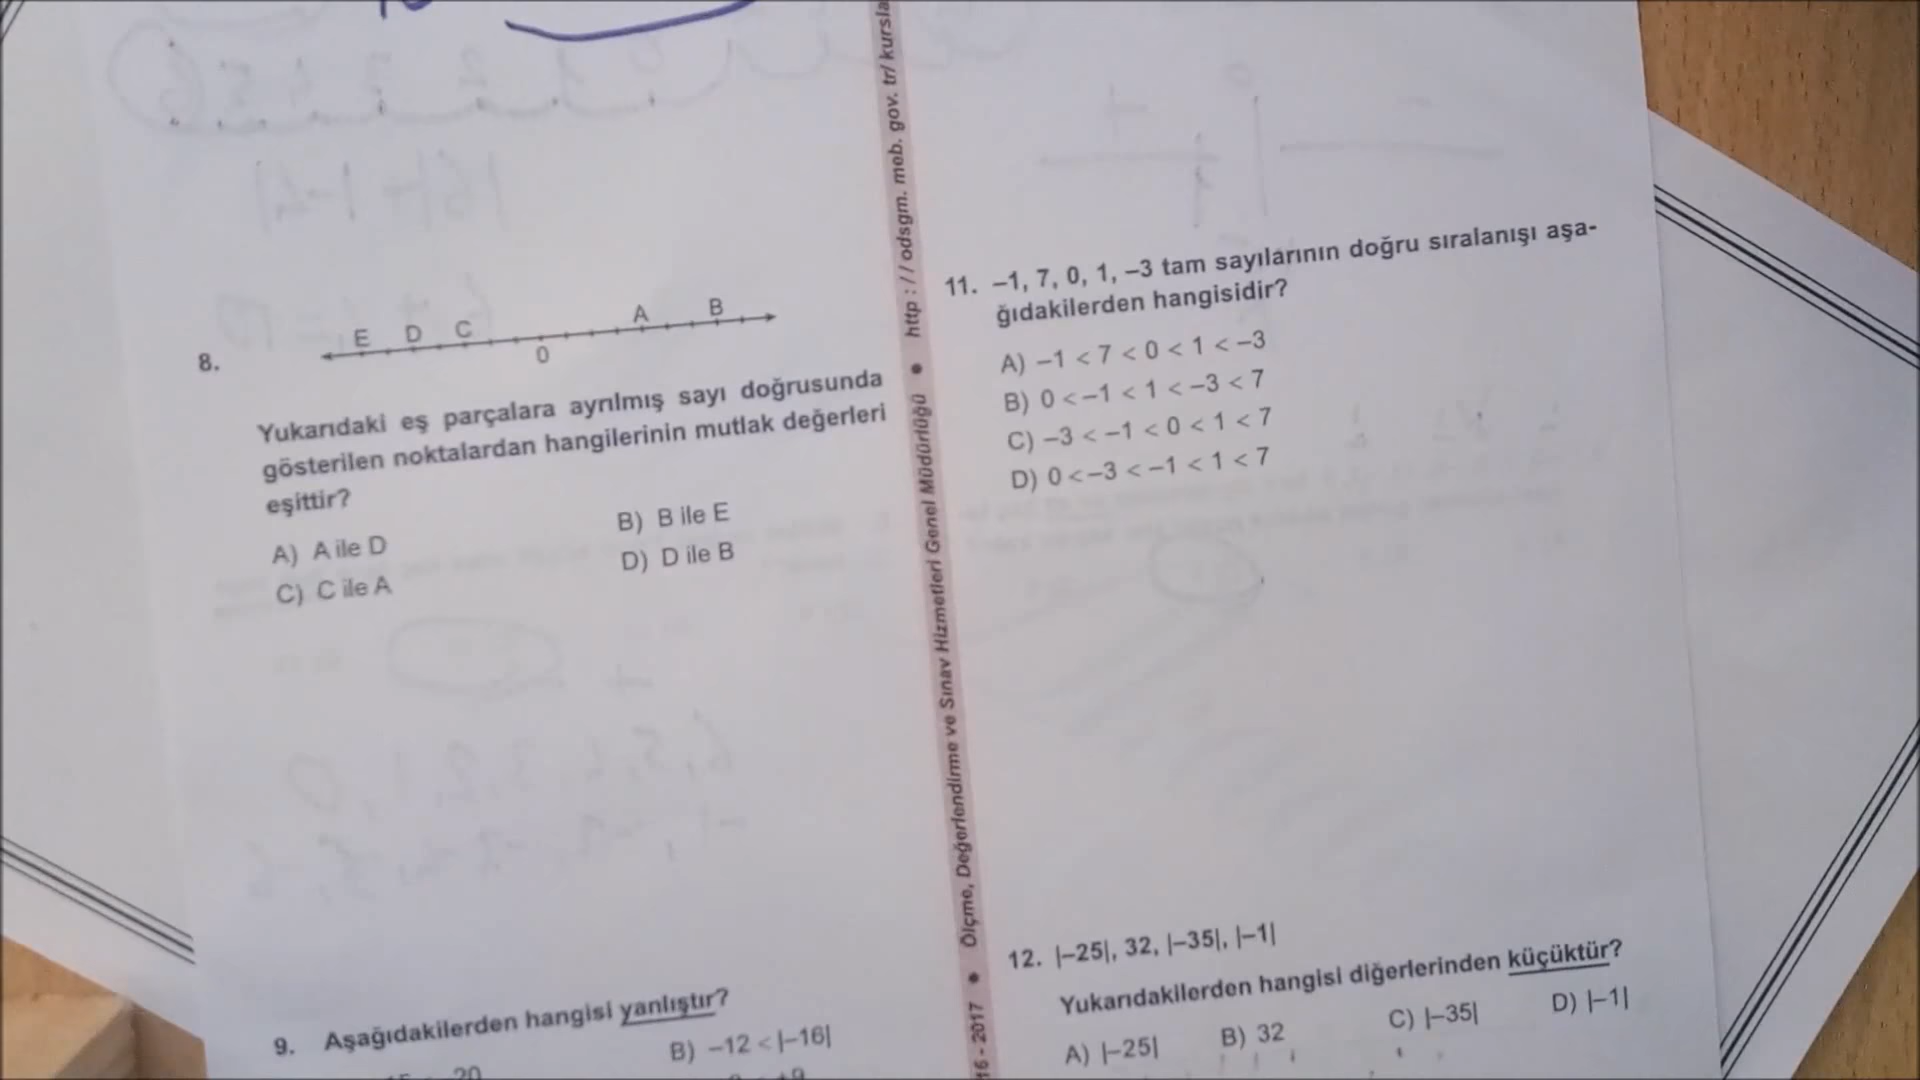 E D C A B
0
8.
Yukarıdaki eş parçalara ayrılmış sayı doğrusunda
gösterilen noktalardan hangilerinin mutlak değerleri
eşittir?
A) A ile D
B) B ile E
C) C ile A
D) D ile B
9. Aşağıdakilerden hangisi yanlıştır?
B) –12 < |–16|
16 - 2017 ● Ölçme, Değerlendirme ve Sınav Hizmetleri Genel Müdürlüğü ● http://odsgm.meb.gov.tr/kursla
11. –1, 7, 0, 1, –3 tam sayılarının doğru sıralanışı aşa-
ğıdakilerden hangisidir?
A) –1 < 7 < 0 < 1 < –3
B) 0 < –1 < 1 < –3 < 7
C) –3 < –1 < 0 < 1 < 7
D) 0 < –3 < –1 < 1 < 7
12. |–25|, 32, |–35|, |–1|
Yukarıdakilerden hangisi diğerlerinden küçüktür?
A) |–25| B) 32 C) |–35| D) |–1|